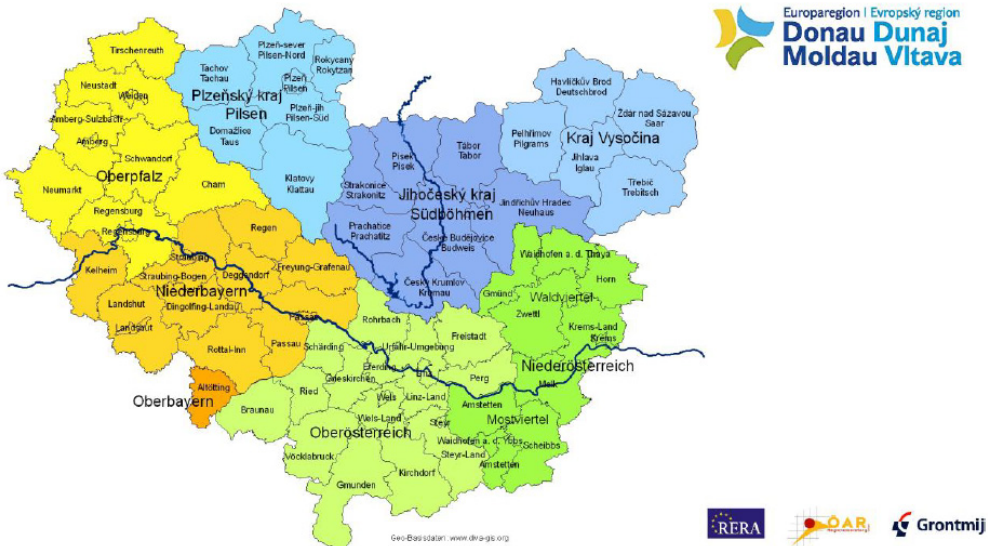 Europaregion | Evropský region
Donau Dunaj
Moldau Vltava
Tirschenreuth
Neustadt
Weiden
Amberg-Sulzbach
Amberg
Schwandorf
Oberpfalz
Neumarkt
Cham
Regensburg
Regensburg
Plzeň-sever
Pilsen-Nord
Rokycany
Rokytzan
Tachov
Tachau
Plzeň
Pilsen
Plzeňský kraj
Pilsen
Plzeň-jih
Pilsen-Süd
Domažlice
Taus
Klatovy
Klattau
Havlíčkův Brod
Deutschbrod
Žďár nad Sázavou
Saar
Pelhřimov
Pilgrams
Kraj Vysočina
Jihlava
Iglau
Třebíč
Trebitsch
Písek
Pisek
Tábor
Tabor
Strakonice
Strakonitz
Jihočeský kraj
Südböhmen
Jindřichův Hradec
Neuhaus
Prachatice
Prachatitz
České Budějovice
Budweis
Český Krumlov
Krumau
Kelheim
Straubing
Regen
Straubing-Bogen
Deggendorf
Freyung-Grafenau
Niederbayern
Landshut
Dingolfing-Landau
Landshut
Passau
Rottal-Inn
Passau
Altötting
Oberbayern
Rohrbach
Freistadt
Schärding
Urfahr-Umgebung
Eferding
Linz
Grieskirchen
Perg
Ried
Wels
Linz-Land
Braunau
Wels-Land
Steyr
Oberösterreich
Vöcklabruck
Steyr-Land
Kirchdorf
Gmunden
Waidhofen a. d. Thaya
Horn
Gmünd
Waldviertel
Zwettl
Krems-Land
Krems
Niederösterreich
Melk
Amstetten
Mostviertel
Waidhofen a. d. Ybbs
Scheibbs
Amstetten
Geo-Basisdaten: www.diva-gis.org
RERA
ÖAR
Grontmij